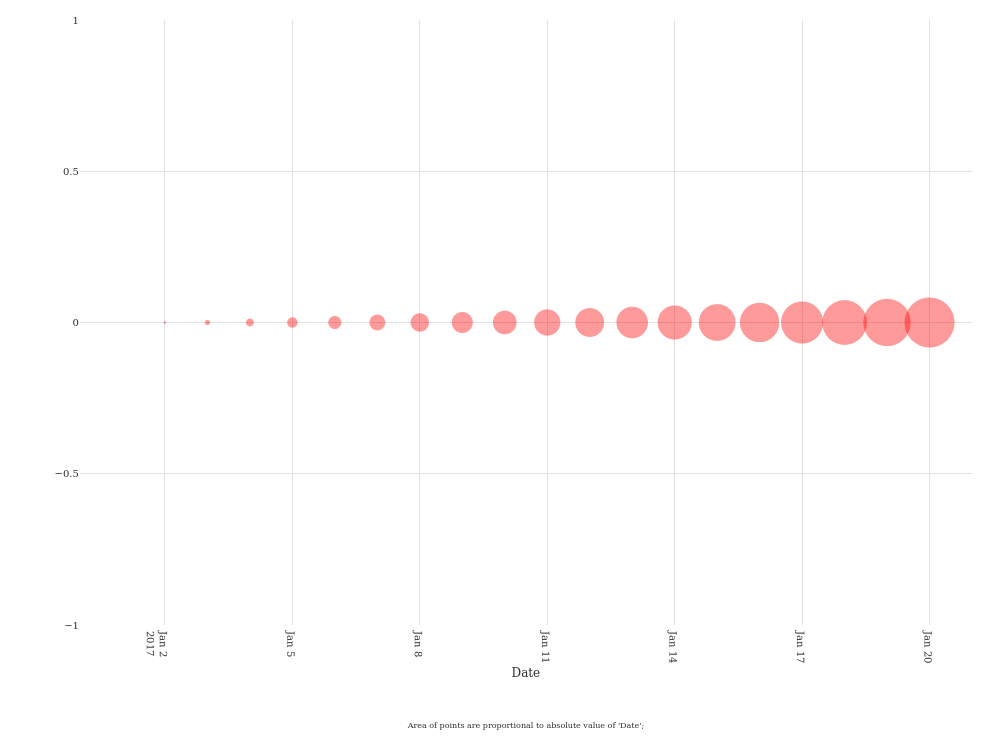 1
0.5
0
−0.5
−1
Jan 2
2017
Jan 5
Jan 8
Jan 11
Jan 14
Jan 17
Jan 20
Date
Area of points are proportional to absolute value of 'Date';